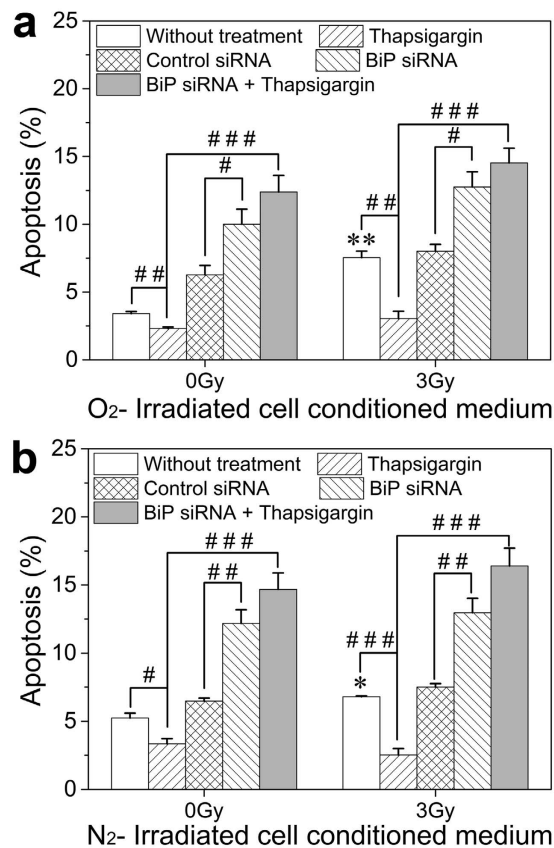 a
25
20
15
10
5
0
Apoptosis (%)
Without treatment Thapsigargin
Control siRNA BiP siRNA
BiP siRNA + Thapsigargin
# # #
#
# #
# # #
#
# #
**
0Gy 3Gy
O2- Irradiated cell conditioned medium
b
25
20
15
10
5
0
Apoptosis (%)
Without treatment Thapsigargin
Control siRNA BiP siRNA
BiP siRNA + Thapsigargin
# # #
# #
#
# # #
# #
# # #
*
0Gy 3Gy
N2- Irradiated cell conditioned medium